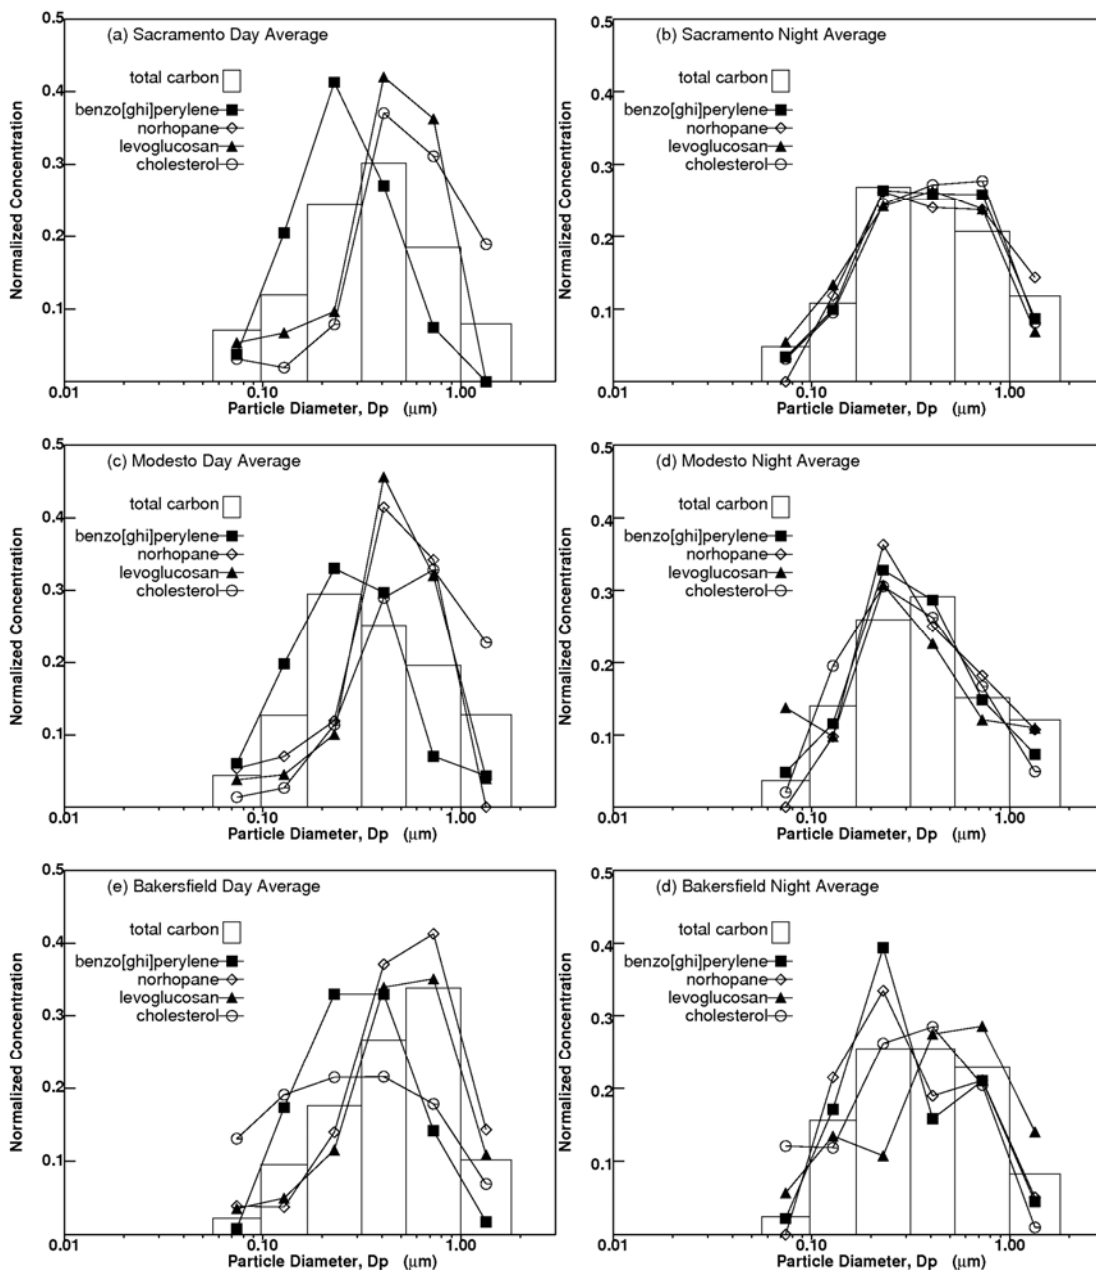 (a) Sacramento Day Average
total carbon
benzo[ghi]perylene
norhopane
levoglucosan
cholesterol
Normalized Concentration
0.5
0.4
0.3
0.2
0.1
0.01
0.10
1.00
Particle Diameter, Dp (μm)
(b) Sacramento Night Average
total carbon
benzo[ghi]perylene
norhopane
levoglucosan
cholesterol
Normalized Concentration
0.5
0.4
0.3
0.2
0.1
0.01
0.10
1.00
Particle Diameter, Dp (μm)
(c) Modesto Day Average
total carbon
benzo[ghi]perylene
norhopane
levoglucosan
cholesterol
Normalized Concentration
0.5
0.4
0.3
0.2
0.1
0.01
0.10
1.00
Particle Diameter, Dp (μm)
(d) Modesto Night Average
total carbon
benzo[ghi]perylene
norhopane
levoglucosan
cholesterol
Normalized Concentration
0.5
0.4
0.3
0.2
0.1
0.01
0.10
1.00
Particle Diameter, Dp (μm)
(e) Bakersfield Day Average
total carbon
benzo[ghi]perylene
norhopane
levoglucosan
cholesterol
Normalized Concentration
0.5
0.4
0.3
0.2
0.1
0.01
0.10
1.00
Particle Diameter, Dp (μm)
(d) Bakersfield Night Average
total carbon
benzo[ghi]perylene
norhopane
levoglucosan
cholesterol
Normalized Concentration
0.5
0.4
0.3
0.2
0.1
0.01
0.10
1.00
Particle Diameter, Dp (μm)